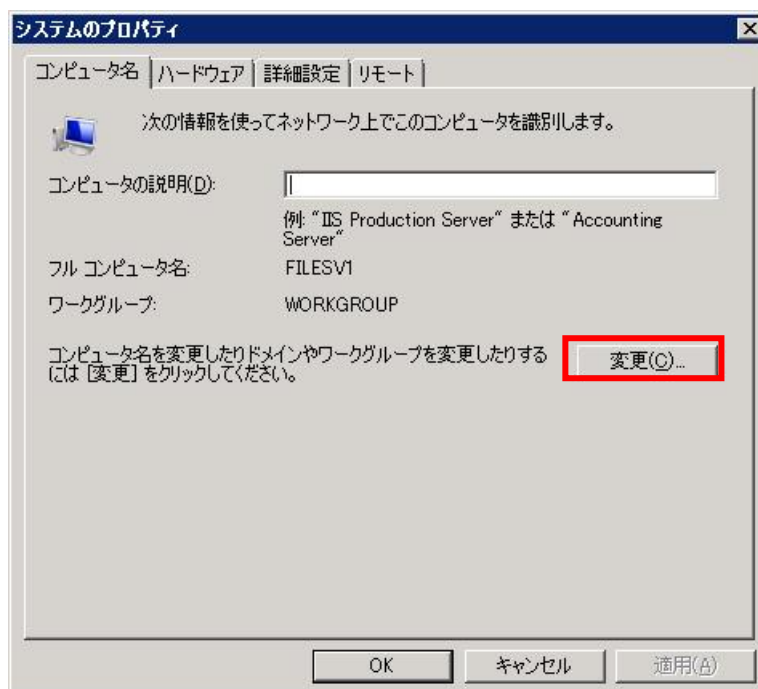 システムのプロパティ
コンピュータ名 ハードウェア 詳細設定 リモート
次の情報を使ってネットワーク上でこのコンピュータを識別します。
コンピュータの説明(D):
例: "IIS Production Server" または "Accounting
Server"
フル コンピュータ名: FILESV1
ワークグループ: WORKGROUP
コンピュータ名を変更したりドメインやワークグループを変更したりする
には [変更] をクリックしてください。
変更(C)...
OK キャンセル 適用(A)